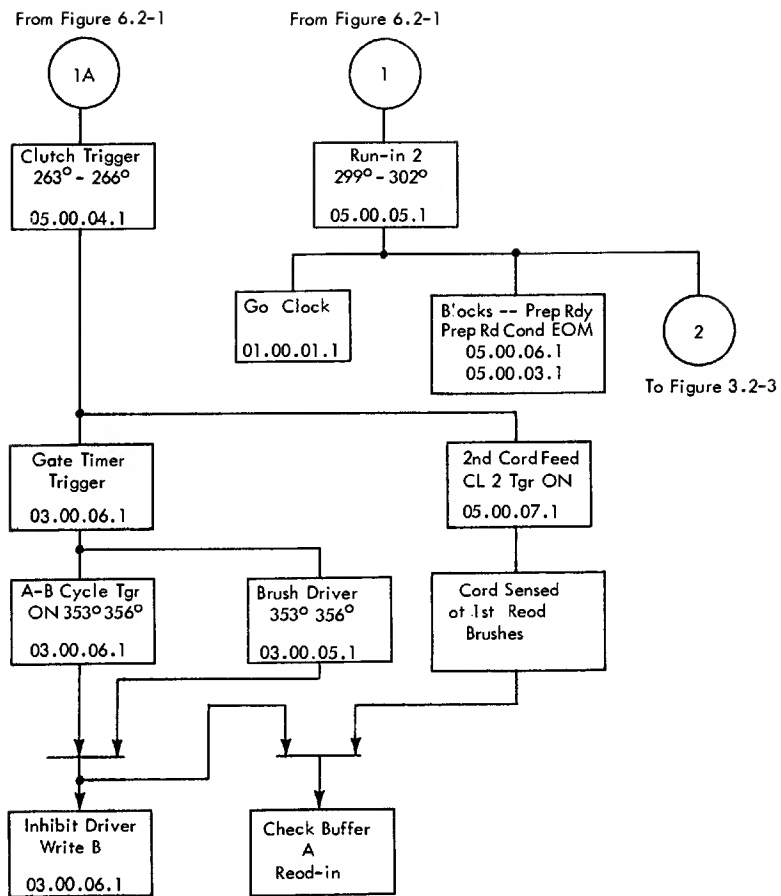 From Figure 6.2-1
From Figure 6.2-1
1A
1
Clutch Trigger
263° - 266°
05.00.04.1
Run-in 2
299° - 302°
05.00.05.1
Go Clock
01.00.01.1
B'ocks -- Prep Rdy
Prep Rd Cond EOM
05.00.06.1
05.00.03.1
2
To Figure 3.2-3
Gate Timer
Trigger
03.00.06.1
2nd Cord Feed
CL 2 Tgr ON
05.00.07.1
A-B Cycle Tgr
ON 353° 356°
03.00.06.1
Brush Driver
353° 356°
03.00.05.1
Cord Sensed
ot 1st Reod
Brushes
Inhibit Driver
Write B
03.00.06.1
Check Buffer
A
Reod-in